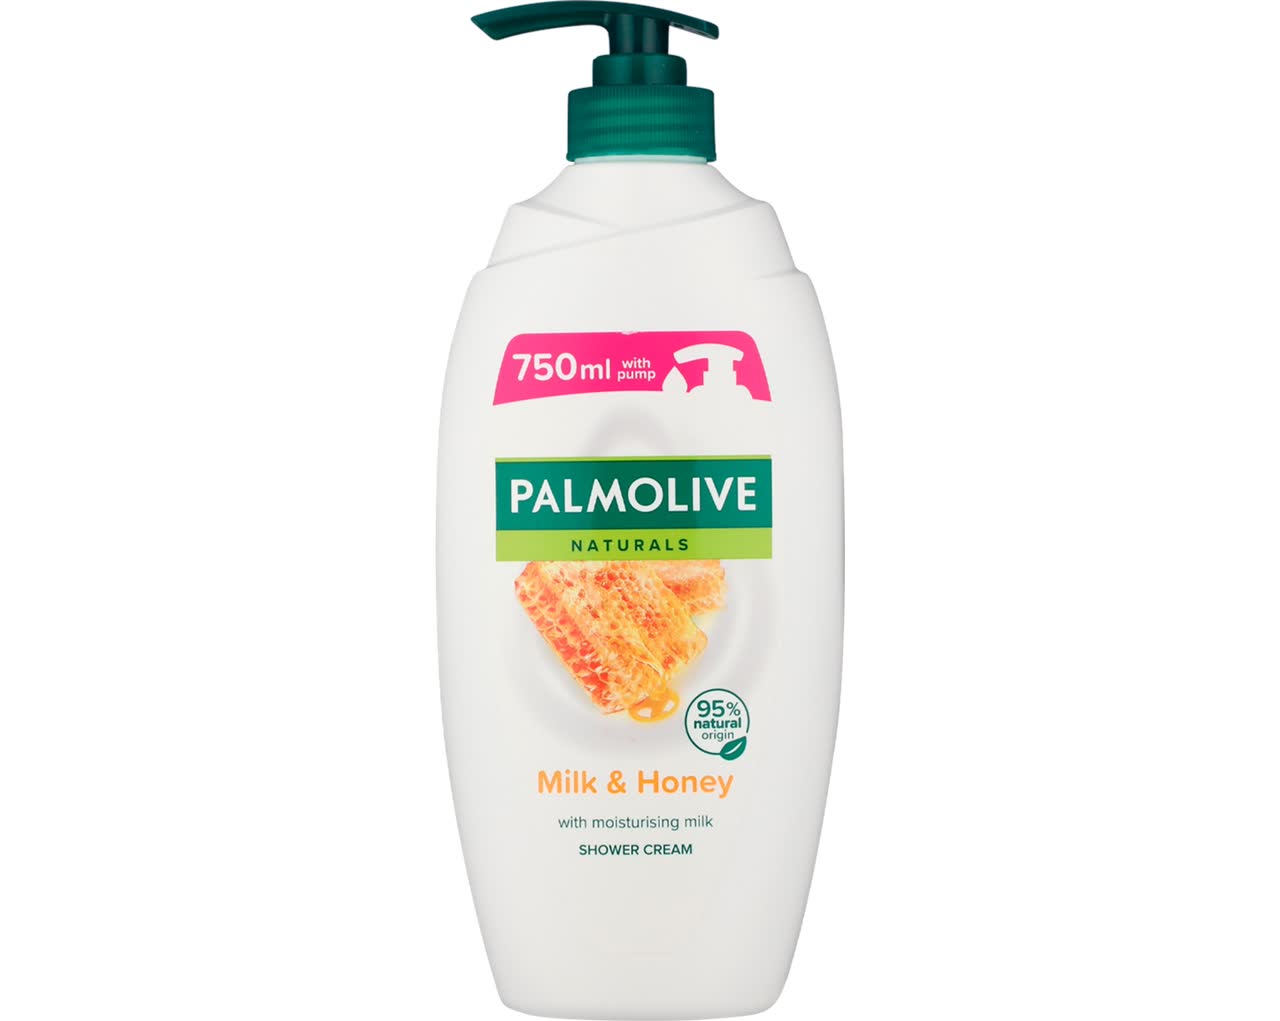 750ml with pump
PALMOLIVE
NATURALS
95%
natural
origin
Milk & Honey
with moisturising milk
SHOWER CREAM